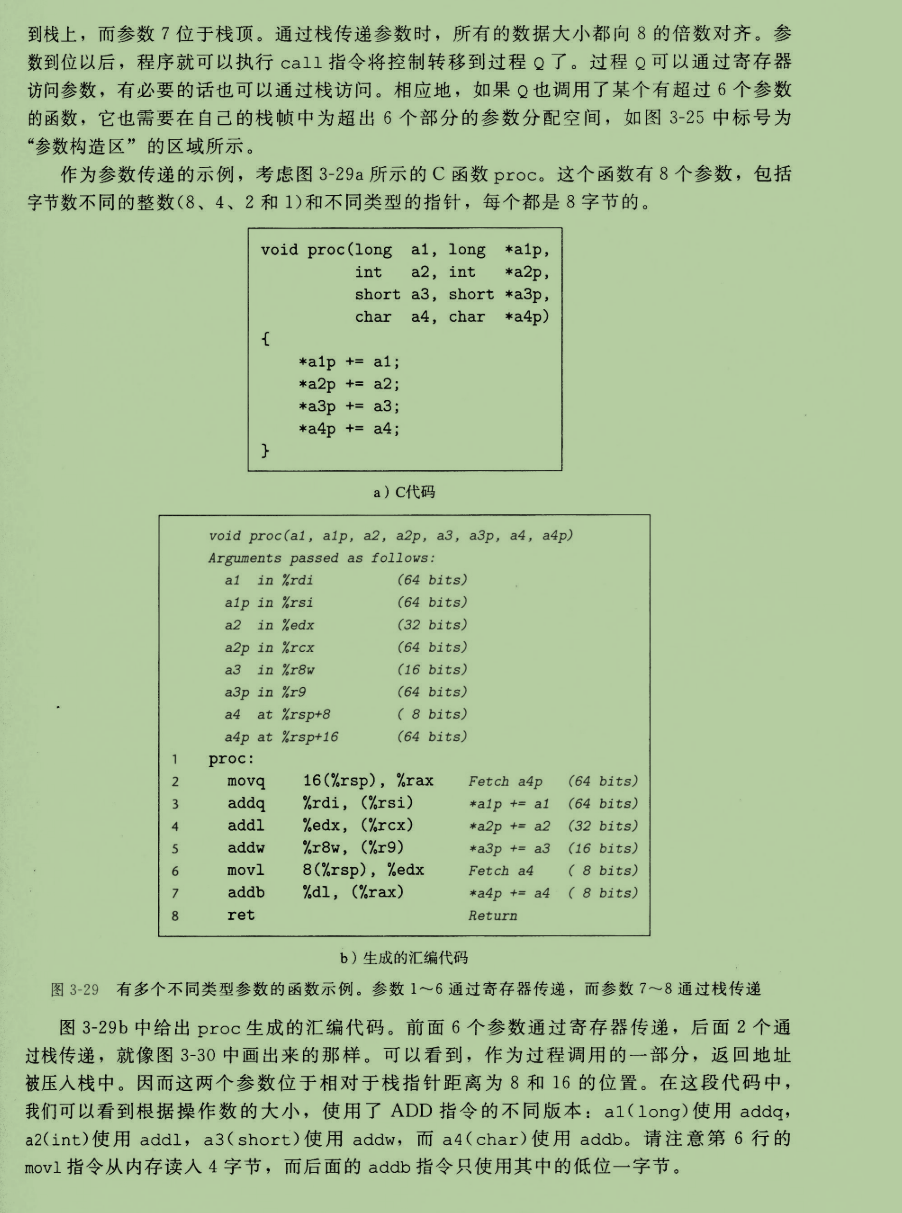 到栈上，而参数 7 位于栈顶。通过栈传递参数时，所有的数据大小都向 8 的倍数对齐。参
数到位以后，程序就可以执行 call 指令将控制转移到过程 Q 了。过程 Q 可以通过寄存器
访问参数，有必要的话也可以通过栈访问。相应地，如果 Q 也调用了某个有超过 6 个参数
的函数，它也需要在自己的栈帧中为超出 6 个部分的参数分配空间，如图 3-25 中标号为
“参数构造区”的区域所示。
作为参数传递的示例，考虑图 3-29a 所示的 C 函数 proc。这个函数有 8 个参数，包括
字节数不同的整数(8、4、2 和 1)和不同类型的指针，每个都是 8 字节的。
void proc(long  a1, long  *a1p,
          int   a2, int   *a2p,
          short a3, short *a3p,
          char  a4, char  *a4p)
{
    *a1p += a1;
    *a2p += a2;
    *a3p += a3;
    *a4p += a4;
}
a）C代码
void proc(a1, a1p, a2, a2p, a3, a3p, a4, a4p)
Arguments passed as follows:
a1 in %rdi (64 bits)
a1p in %rsi (64 bits)
a2 in %edx (32 bits)
a2p in %rcx (64 bits)
a3 in %r8w (16 bits)
a3p in %r9 (64 bits)
a4 at %rsp+8 ( 8 bits)
a4p at %rsp+16 (64 bits)
1 proc:
2 movq 16(%rsp), %rax Fetch a4p (64 bits)
3 addq %rdi, (%rsi) *a1p += a1 (64 bits)
4 addl %edx, (%rcx) *a2p += a2 (32 bits)
5 addw %r8w, (%r9) *a3p += a3 (16 bits)
6 movl 8(%rsp), %edx Fetch a4 ( 8 bits)
7 addb %dl, (%rax) *a4p += a4 ( 8 bits)
8 ret Return
b）生成的汇编代码
图 3-29 有多个不同类型参数的函数示例。参数 1～6 通过寄存器传递，而参数 7～8 通过栈传递
图 3-29b 中给出 proc 生成的汇编代码。前面 6 个参数通过寄存器传递，后面 2 个通
过栈传递，就像图 3-30 中画出来的那样。可以看到，作为过程调用的一部分，返回地址
被压入栈中。因而这两个参数位于相对于栈指针距离为 8 和 16 的位置。在这段代码中，
我们可以看到根据操作数的大小，使用了 ADD 指令的不同版本：a1(long)使用 addq，
a2(int)使用 addl，a3(short)使用 addw，而 a4(char)使用 addb。请注意第 6 行的
movl 指令从内存读入 4 字节，而后面的 addb 指令只使用其中的低位一字节。